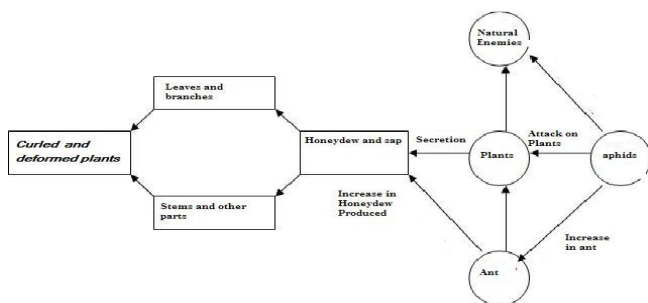 Natural
Enemies
Leaves and
branches
Curled and
deformed plants
Honeydew and sap
Secretion
Plants
Attack on
Plants
aphids
Stems and other
parts
Increase in
Honeydew
Produced
Increase
in ant
Ant